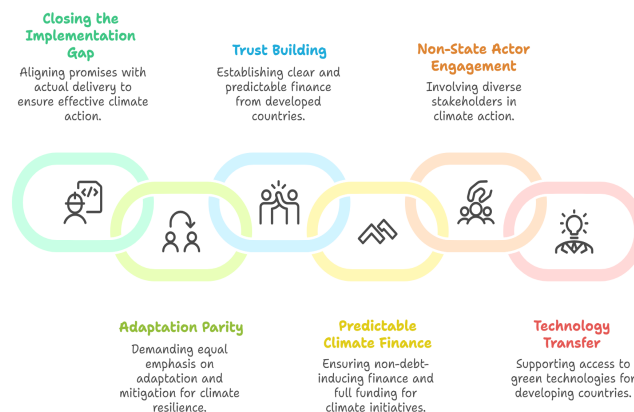 Closing the
Implementation
Gap
Aligning promises with
actual delivery to
ensure effective climate
action.
Trust Building
Establishing clear and
predictable finance
from developed
countries.
Non-State Actor
Engagement
Involving diverse
stakeholders in
climate action.
</>
Adaptation Parity
Demanding equal
emphasis on
adaptation and
mitigation for climate
resilience.
Predictable
Climate Finance
Ensuring non-debt-
inducing finance and
full funding for
climate initiatives.
Technology
Transfer
Supporting access to
green technologies for
developing countries.